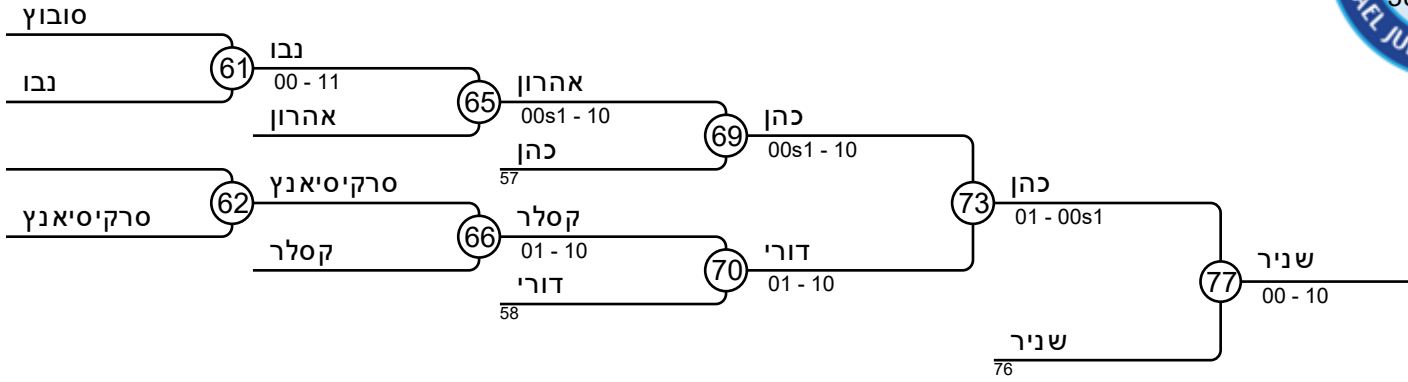 סובוץ
נבו
61
נבו
00 - 11
אהרון
65
אהרון
00s1 - 10
כהן
57
69
כהן
00s1 - 10
סרקיסיאנץ
62
סרקיסיאנץ
קסלר
66
קסלר
01 - 10
דורי
58
70
דורי
01 - 10
73
כהן
01 - 00s1
שניר
76
77
שניר
00 - 10